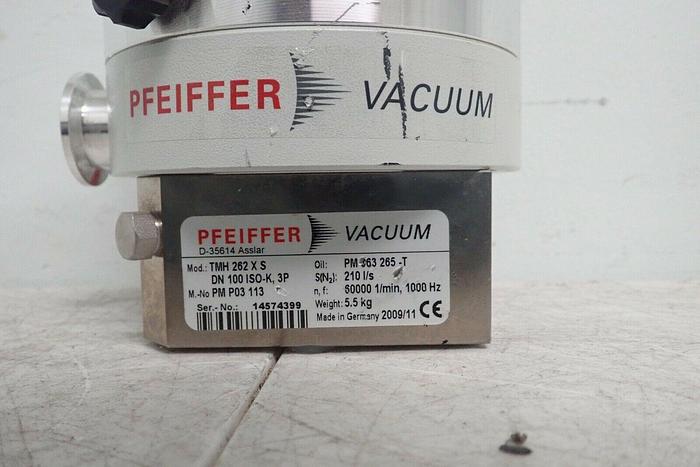 PFEIFFER VACUUM
PFEIFFER VACUUM
D-35614 Asslar
Mod.: TMH 262 X S Oil: PM 363 265 -T
DN 100 ISO-K, 3P S(N₂): 210 l/s
M.-No PM P03 113 n, f: 60000 1/min, 1000 Hz
Ser.-No.: 14574399 Weight: 5.5 kg
Made in Germany 2009/11 CE